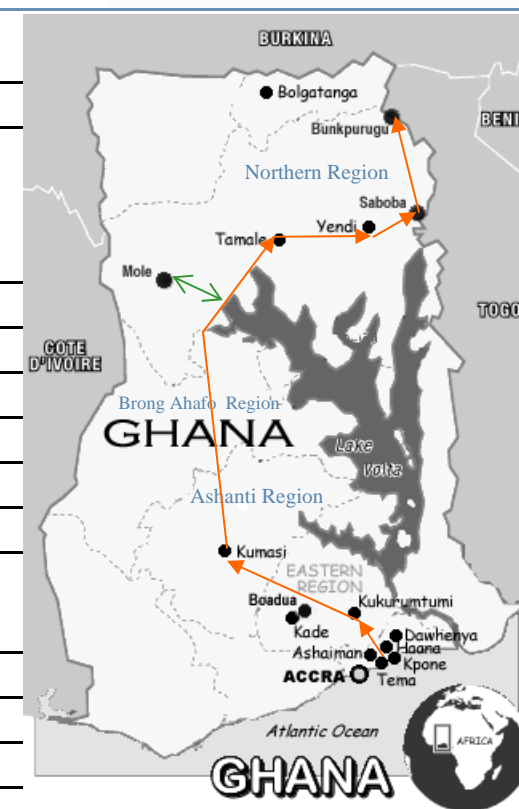 BURKINA
Bolgatanga
BENI
Bunkpurugu
Northern Region
Saboba
Yendi
Tamale
Mole
TOGO
COTE
D'IVOIRE
Brong Ahafo Region
GHANA
Lake
Volta
Ashanti Region
Kumasi
EASTERN
REGION
Boadua
Kukurumtumi
Kade
Dawhenya
Haana
Ashaiman
Kpone
ACCRA
Tema
Atlantic Ocean
AFRICA
GHANA